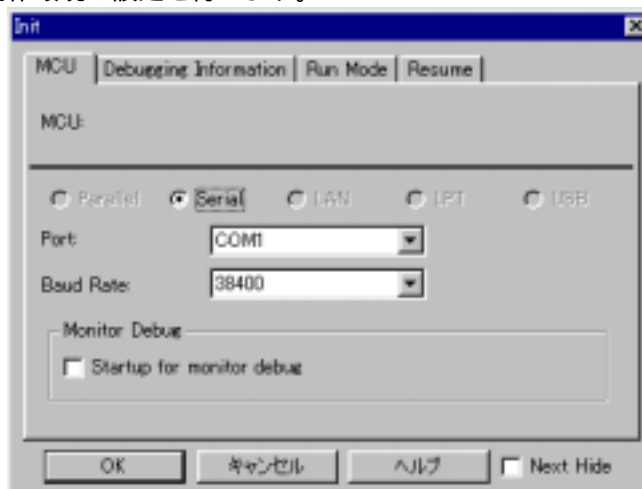 Init
MCU Debugging Information Run Mode Resume
MCU:
Parallel Serial LAN LPT USB
Port: COM1
Baud Rate: 38400
Monitor Debug
Startup for monitor debug
OK キャンセル ヘルプ Next Hide